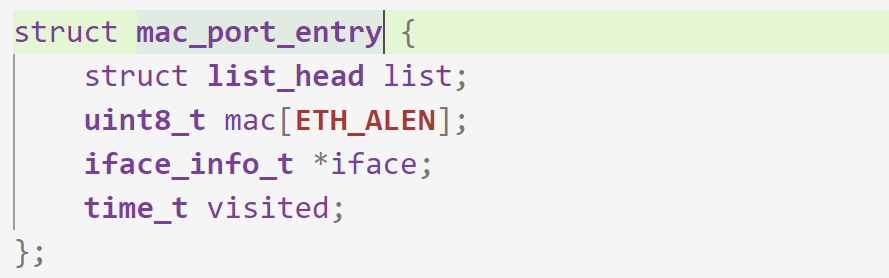 struct mac_port_entry {
    struct list_head list;
    uint8_t mac[ETH_ALEN];
    iface_info_t *iface;
    time_t visited;
};